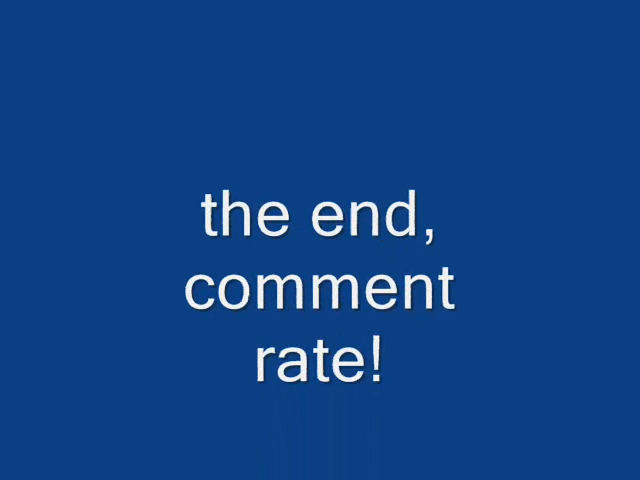 the end,
comment
rate!